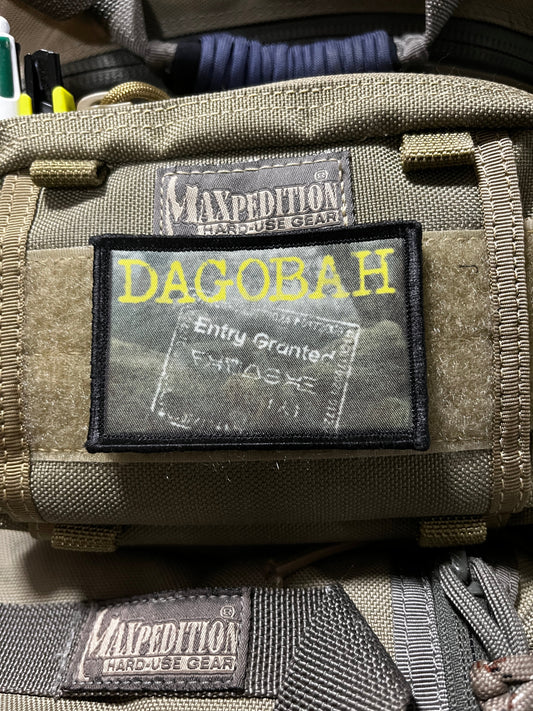 MAXPEDITION
HARD-USE GEAR
DAGOBAH
Entry Granted
MAXPEDITION
HARD-USE GEAR